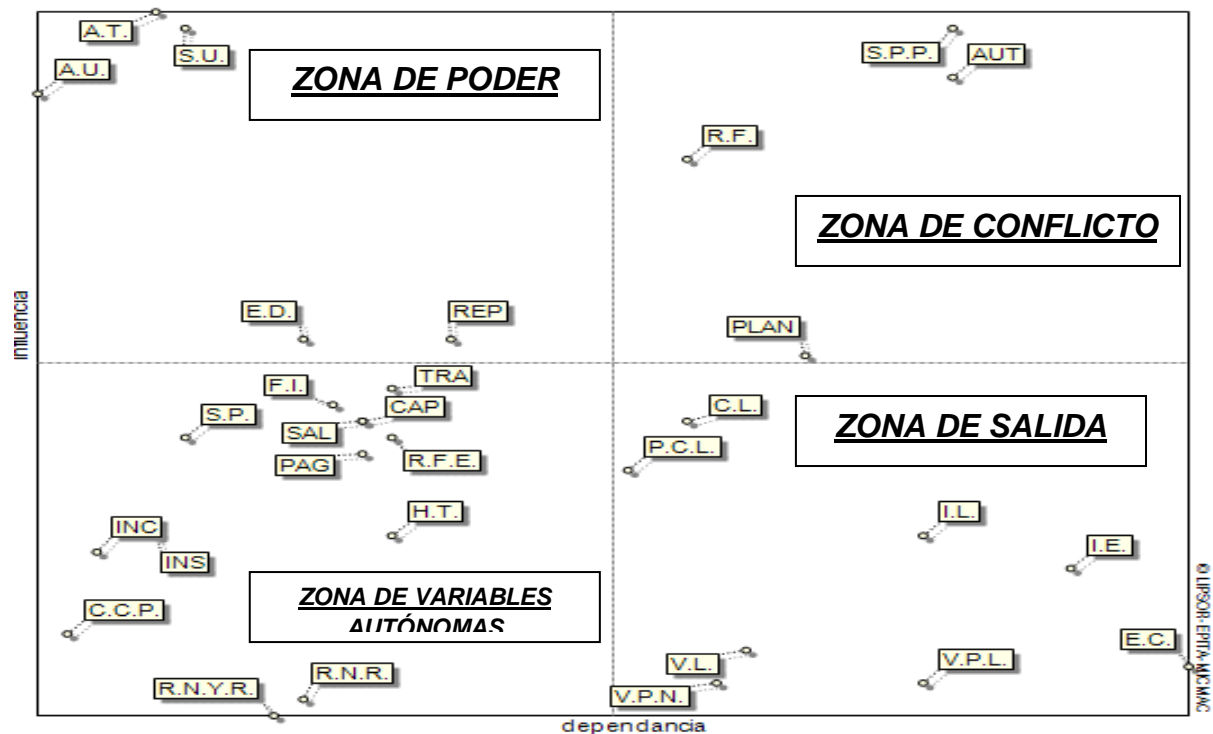 A.T.
S.U.
A.U.
ZONA DE PODER
S.P.P.
AUT
R.F.
ZONA DE CONFLICTO
influencia
E.D.
REP
PLAN
F.I.
TRA
S.P.
SAL
CAP
PAG
R.F.E.
C.L.
P.C.L.
ZONA DE SALIDA
INC
INS
H.T.
I.L.
I.E.
C.C.P.
ZONA DE VARIABLES
AUTÓNOMAS
R.N.Y.R.
R.N.R.
V.L.
V.P.N.
V.P.L.
E.C.
© LIPSOR-EPITA-MICMAC
dependancia